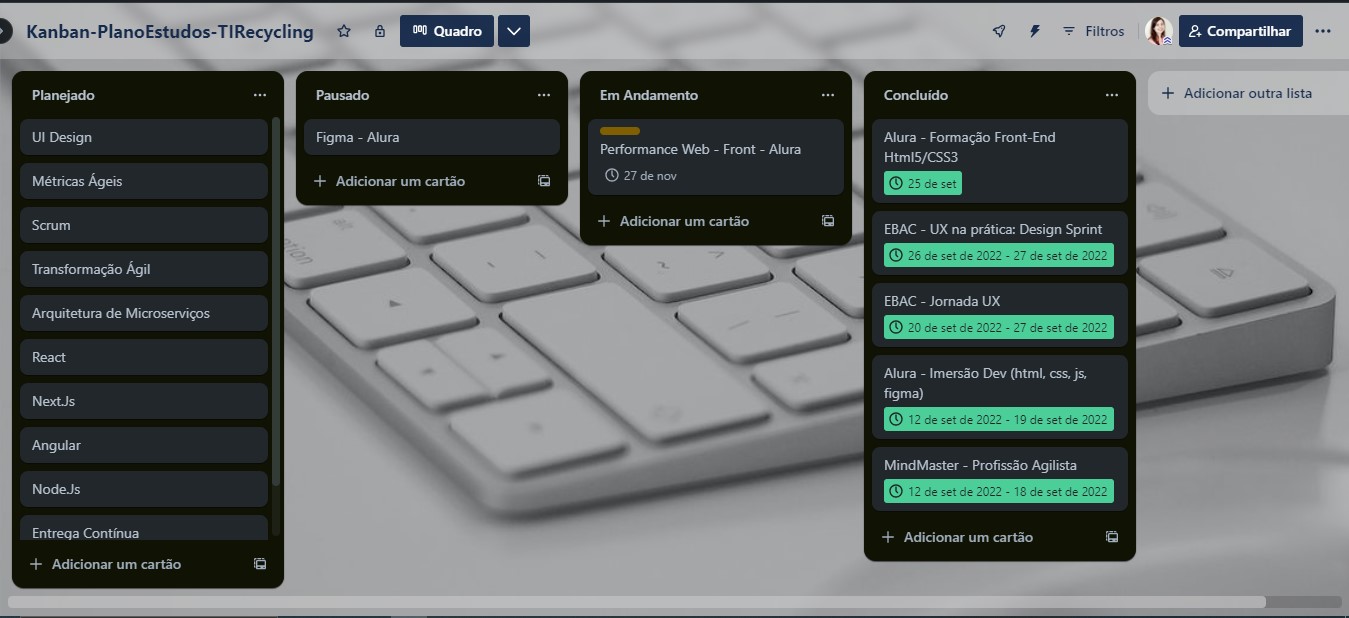 Kanban-PlanoEstudos-TIRecycling
Quadro
Filtros
Compartilhar
Planejado
UI Design
Métricas Ágeis
Scrum
Transformação Ágil
Arquitetura de Microserviços
React
NextJs
Angular
NodeJs
Entrega Contínua
Adicionar um cartão
Pausado
Figma - Alura
Adicionar um cartão
Em Andamento
Performance Web - Front - Alura
27 de nov
Adicionar um cartão
Concluído
Alura - Formação Front-End
Html5/CSS3
25 de set
EBAC - UX na prática: Design Sprint
26 de set de 2022 - 27 de set de 2022
EBAC - Jornada UX
20 de set de 2022 - 27 de set de 2022
Alura - Imersão Dev (html, css, js,
figma)
12 de set de 2022 - 19 de set de 2022
MindMaster - Profissão Agilista
12 de set de 2022 - 18 de set de 2022
Adicionar um cartão
Adicionar outra lista